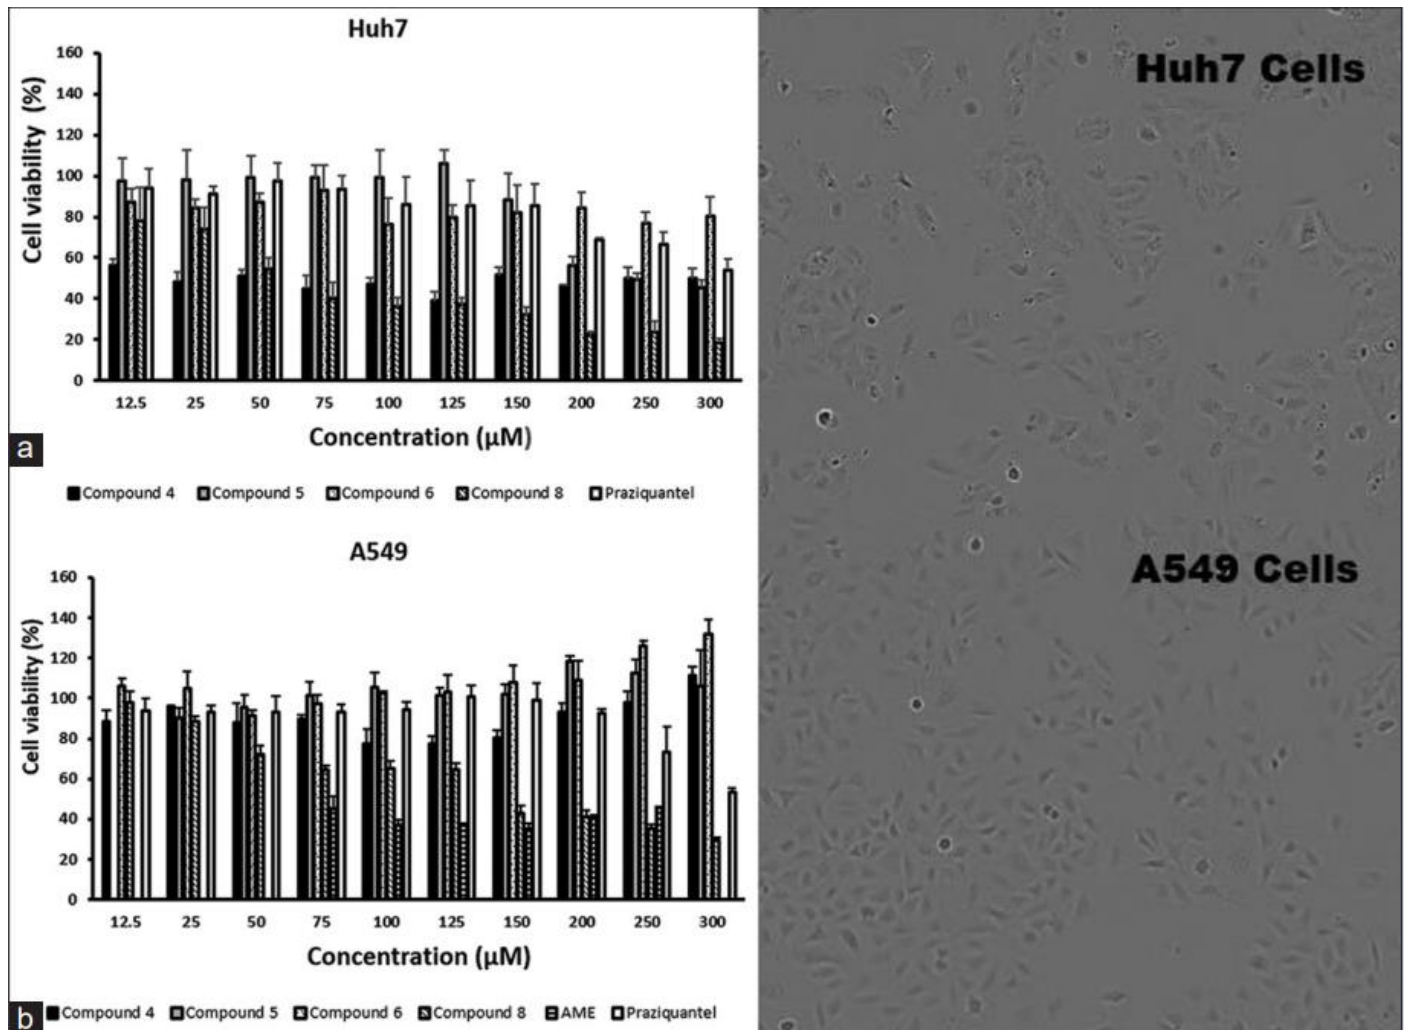 Huh7
160
140
120
100
80
60
40
20
0
Cell viability (%)
12.5 25 50 75 100 125 150 200 250 300
Concentration (µM)
a
Compound 4 Compound 5 Compound 6 Compound 8 Praziquantel
A549
160
140
120
100
80
60
40
20
0
Cell viability (%)
12.5 25 50 75 100 125 150 200 250 300
Concentration (µM)
b
Compound 4 Compound 5 Compound 6 Compound 8 AME Praziquantel
Huh7 Cells
A549 Cells